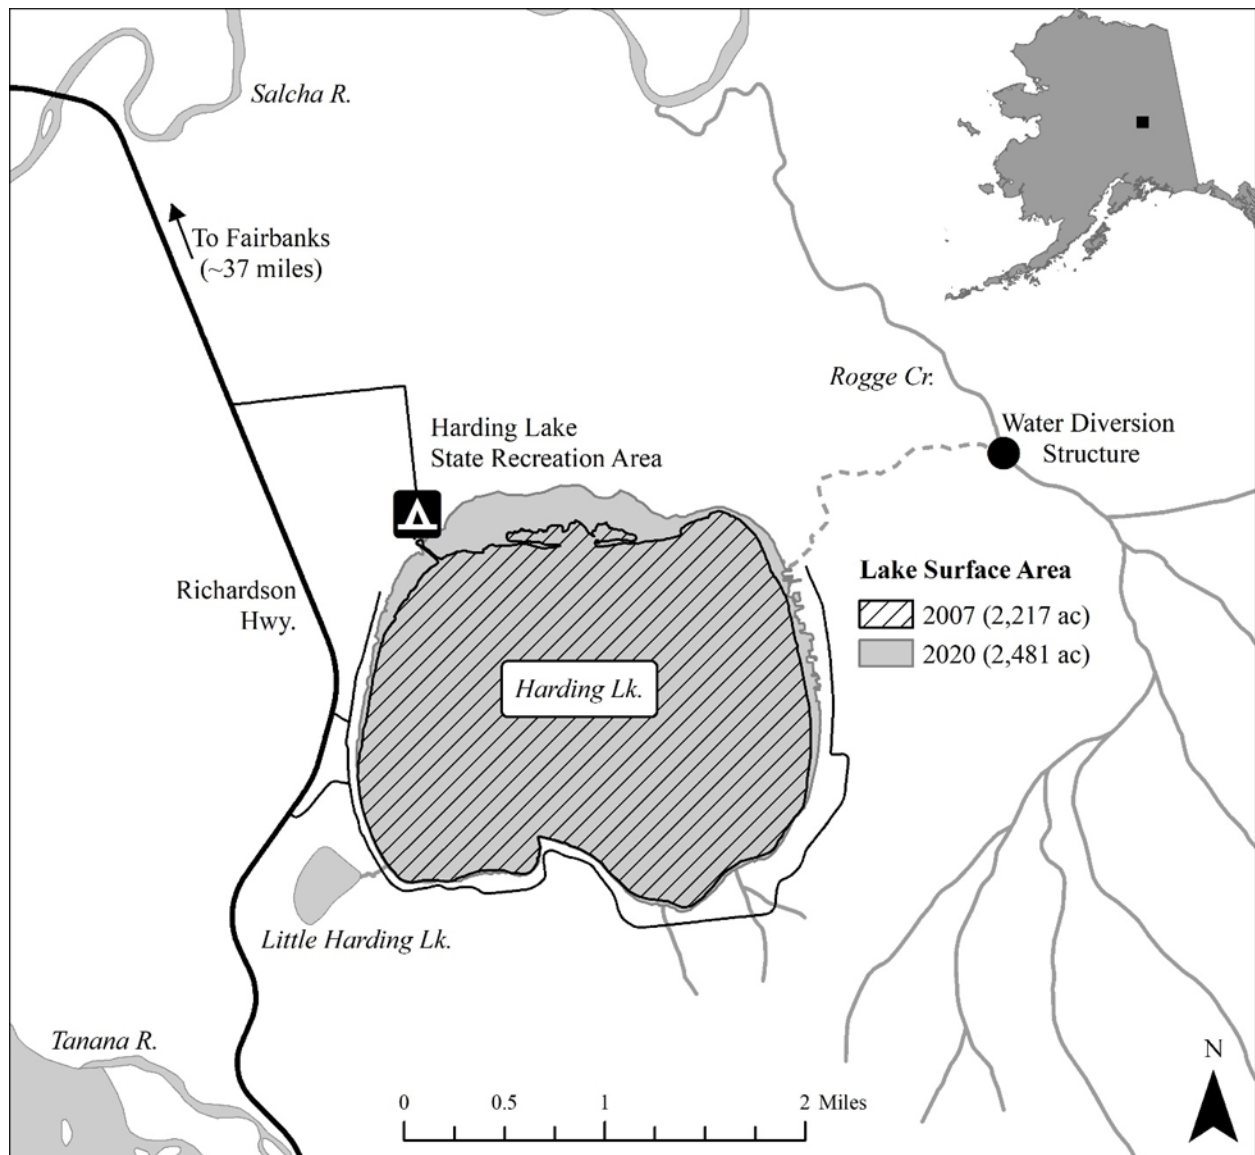 Salcha R.
To Fairbanks
(~37 miles)
Rogge Cr.
Water Diversion
Structure
Harding Lake
State Recreation Area
Richardson
Hwy.
Lake Surface Area
2007 (2,217 ac)
2020 (2,481 ac)
Harding Lk.
Little Harding Lk.
Tanana R.
N
0 0.5 1 2 Miles